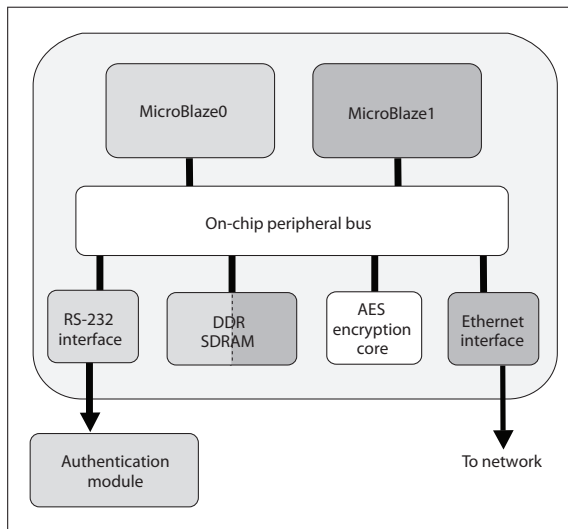 MicroBlaze0
MicroBlaze1
On-chip peripheral bus
RS-232
interface
DDR
SDRAM
AES
encryption
core
Ethernet
interface
Authentication
module
To network